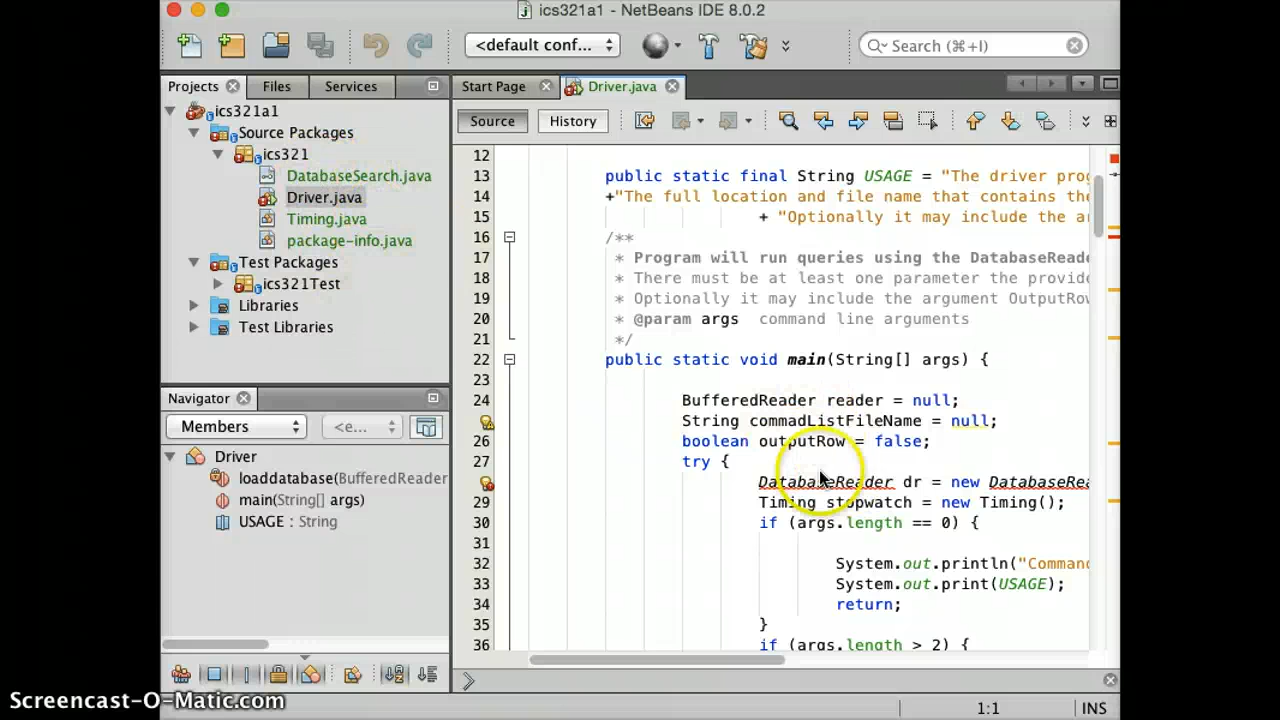 ics321a1 - NetBeans IDE 8.0.2
<default conf...
Search (⌘+I)
Projects
Files
Services
Start Page
Driver.java
ics321a1
Source Packages
ics321
DatabaseSearch.java
Driver.java
Timing.java
package-info.java
Test Packages
ics321Test
Libraries
Test Libraries
Source
History
12
13 public static final String USAGE = "The driver prog
14 +"The full location and file name that contains the
15 + "Optionally it may include the ar
16 /**
17 * Program will run queries using the DatabaseReade
18 * There must be at least one parameter the provide
19 * Optionally it may include the argument OutputRow
20 * @param args command line arguments
21 */
22 public static void main(String[] args) {
23
24 BufferedReader reader = null;
String commadListFileName = null;
26 boolean outputRow = false;
27 try {
DatabaseReader dr = new DatabaseRea
29 Timing stopwatch = new Timing();
30 if (args.length == 0) {
31
32 System.out.println("Comman
33 System.out.print(USAGE);
34 return;
35 }
36 if (args.length > 2) {
Navigator
Members
<e...
Driver
loaddatabase(BufferedReader
main(String[] args)
USAGE : String
1:1
INS
Screencast-O-Matic.com